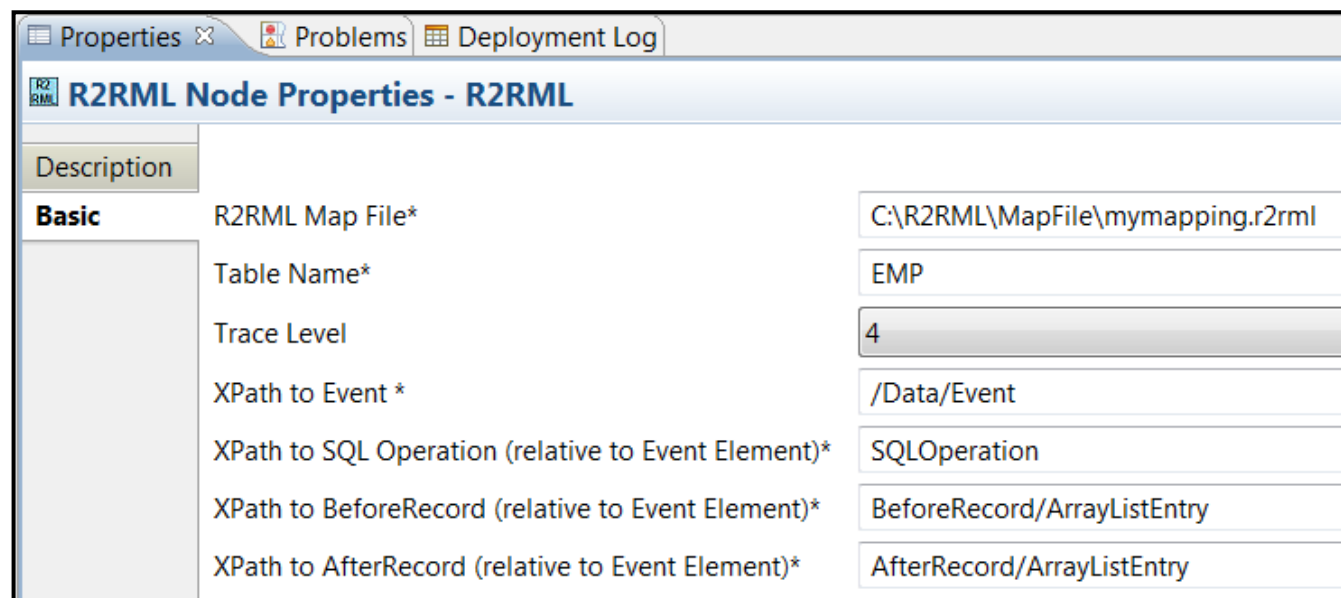 Properties Problems Deployment Log
R2 RML R2RML Node Properties - R2RML
Description
Basic R2RML Map File* C:\R2RML\MapFile\mymapping.r2rml
Table Name* EMP
Trace Level 4
XPath to Event * /Data/Event
XPath to SQL Operation (relative to Event Element)* SQLOperation
XPath to BeforeRecord (relative to Event Element)* BeforeRecord/ArrayListEntry
XPath to AfterRecord (relative to Event Element)* AfterRecord/ArrayListEntry